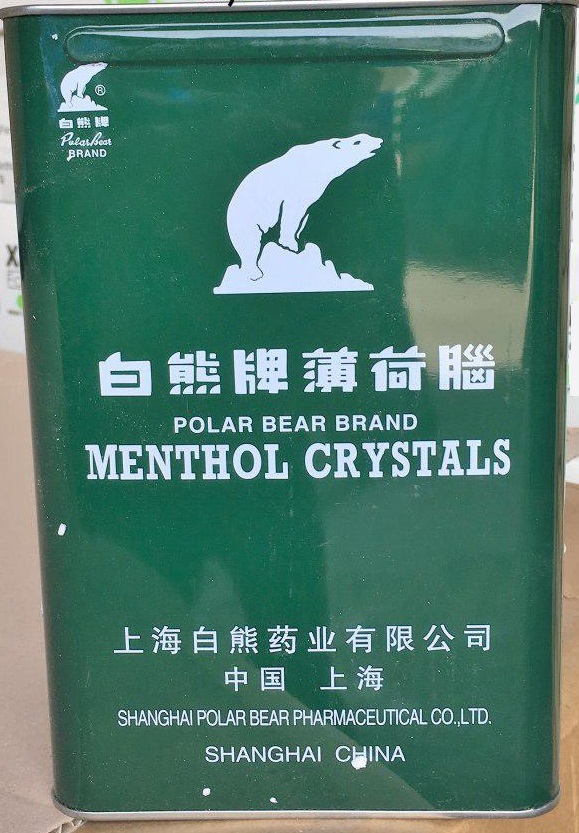 ®
白熊牌
Polar Bear
BRAND
白熊牌薄荷腦
POLAR BEAR BRAND
MENTHOL CRYSTALS
上海白熊药业有限公司
中国 上海
SHANGHAI POLAR BEAR PHARMACEUTICAL CO.,LTD.
SHANGHAI CHINA